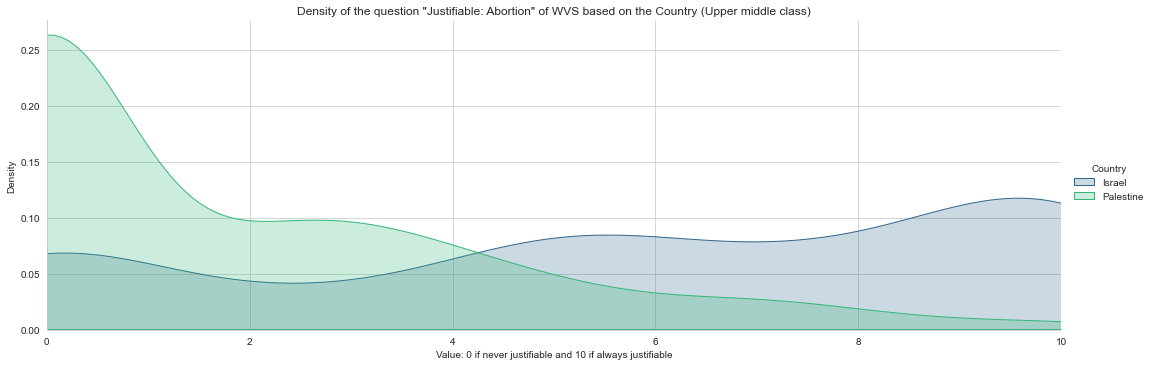 Density of the question "Justifiable: Abortion" of WVS based on the Country (Upper middle class)
0.25
0.20
0.15
0.10
0.05
0.00
Density
0 2 4 6 8 10
Value: 0 if never justifiable and 10 if always justifiable
Country
Israel
Palestine